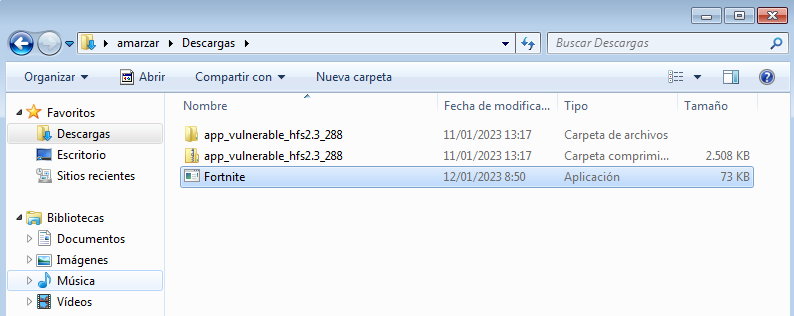 amarzar Descargas
Buscar Descargas
Organizar Abrir Compartir con Nueva carpeta
Favoritos
Descargas
Escritorio
Sitios recientes
Bibliotecas
Documentos
Imágenes
Música
Vídeos
Nombre Fecha de modifica... Tipo Tamaño
app_vulnerable_hfs2.3_288 11/01/2023 13:17 Carpeta de archivos
app_vulnerable_hfs2.3_288 11/01/2023 13:17 Carpeta comprimi... 2.508 KB
Fortnite 12/01/2023 8:50 Aplicación 73 KB